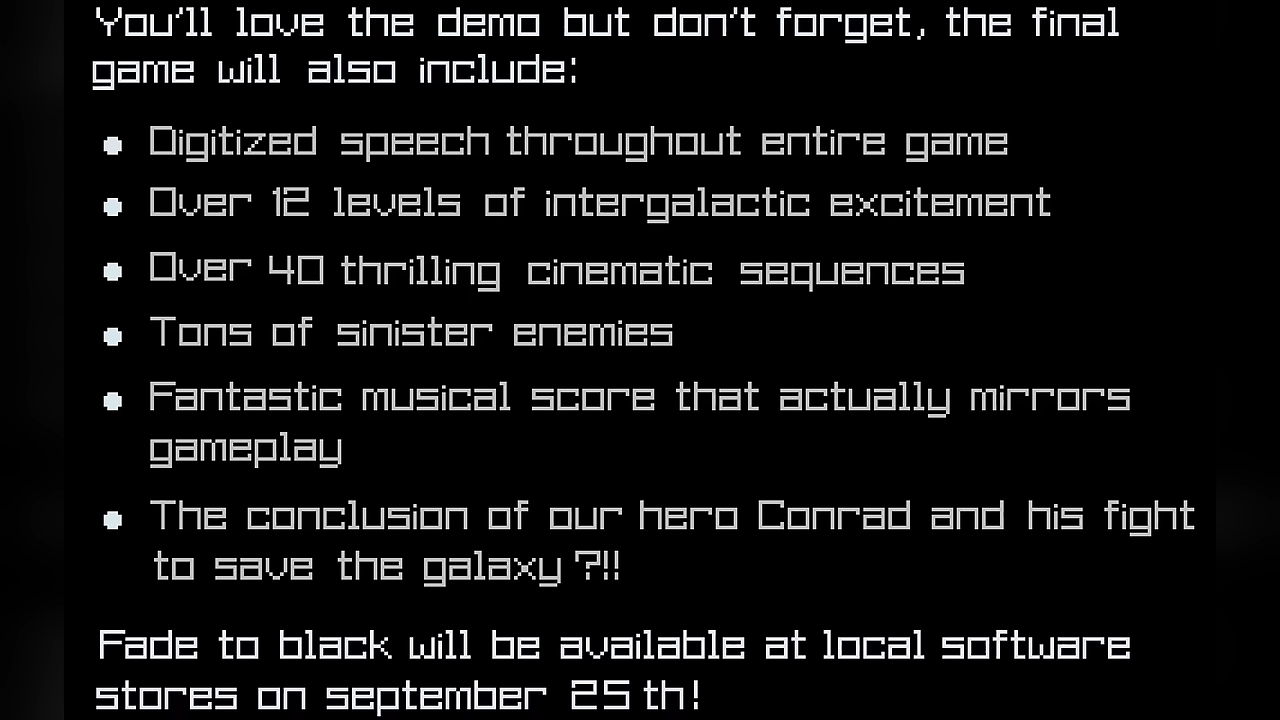 You'll love the demo but don't forget, the final
game will also include:
• Digitized speech throughout entire game
• Over 12 levels of intergalactic excitement
• Over 40 thrilling cinematic sequences
• Tons of sinister enemies
• Fantastic musical score that actually mirrors
gameplay
• The conclusion of our hero Conrad and his fight
to save the galaxy ?!!
Fade to black will be available at local software
stores on september 25 th!